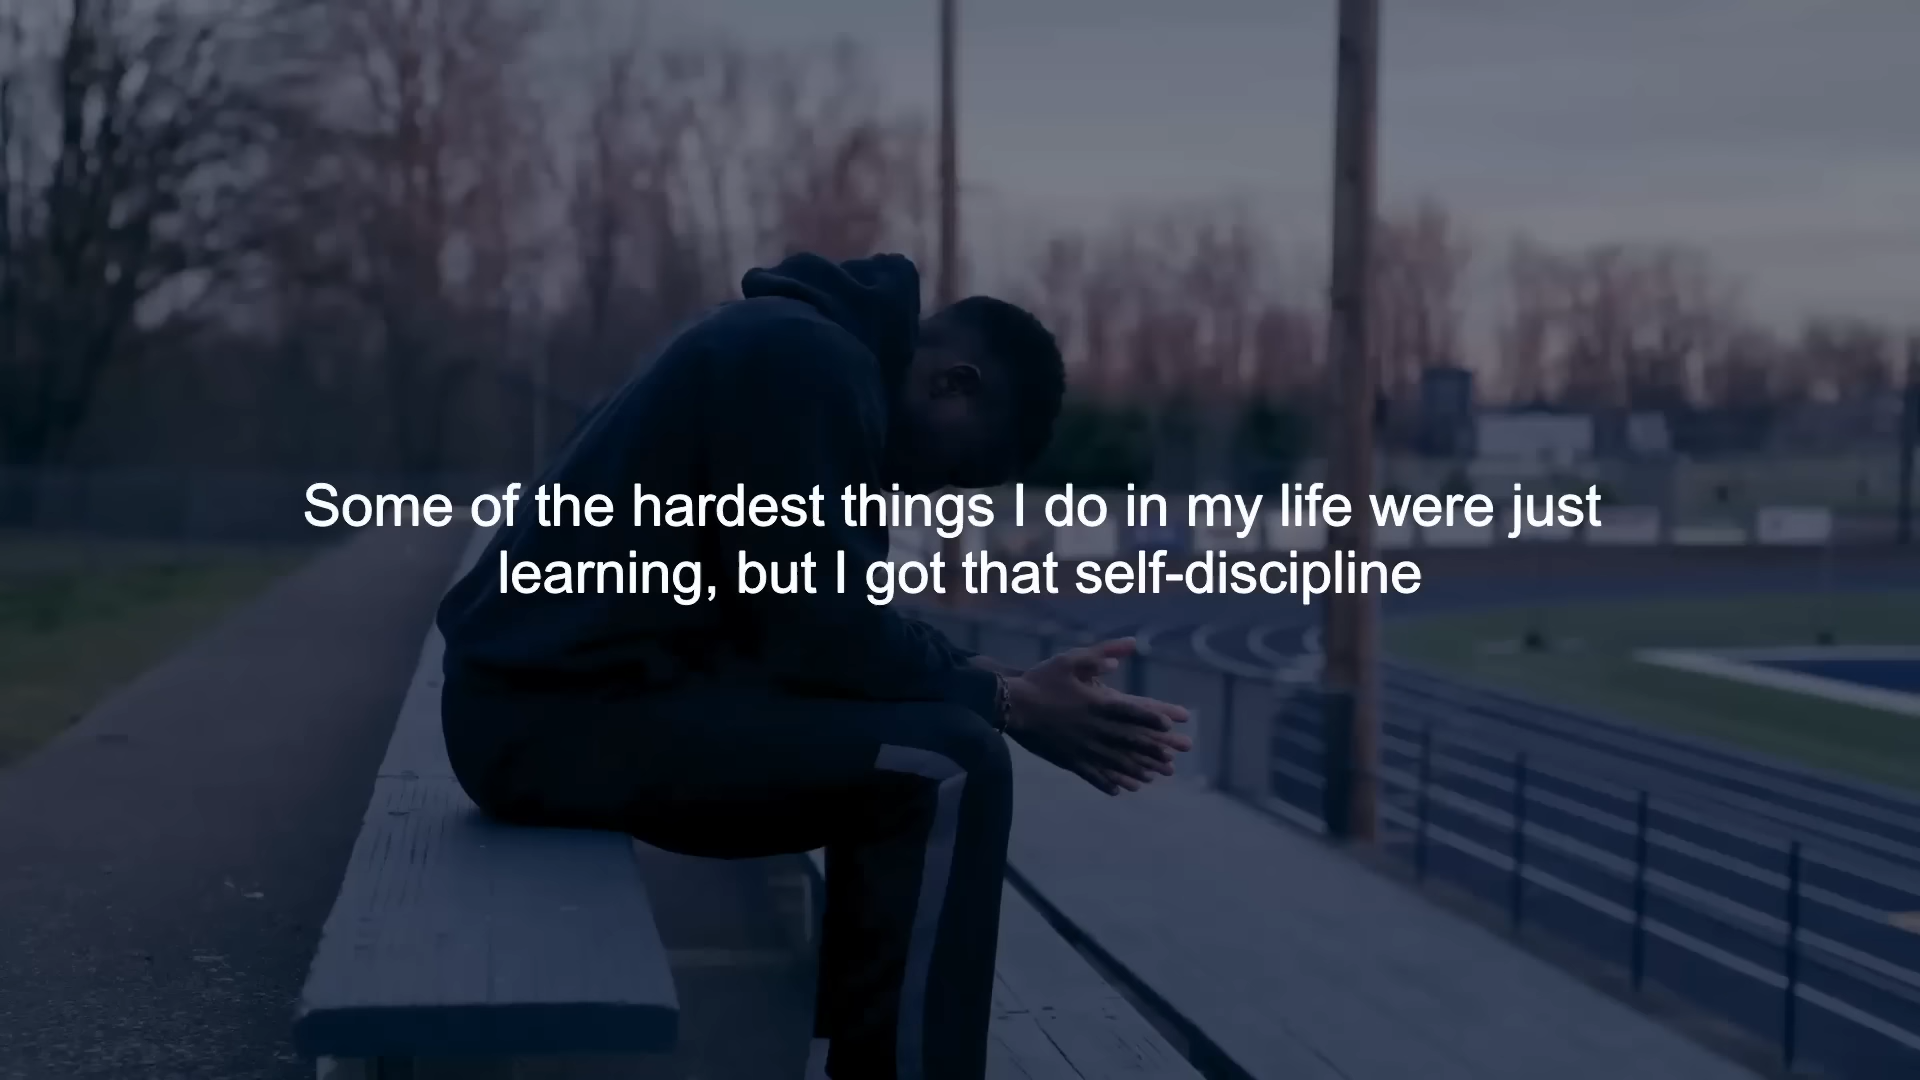 Some of the hardest things I do in my life were just
learning, but I got that self-discipline